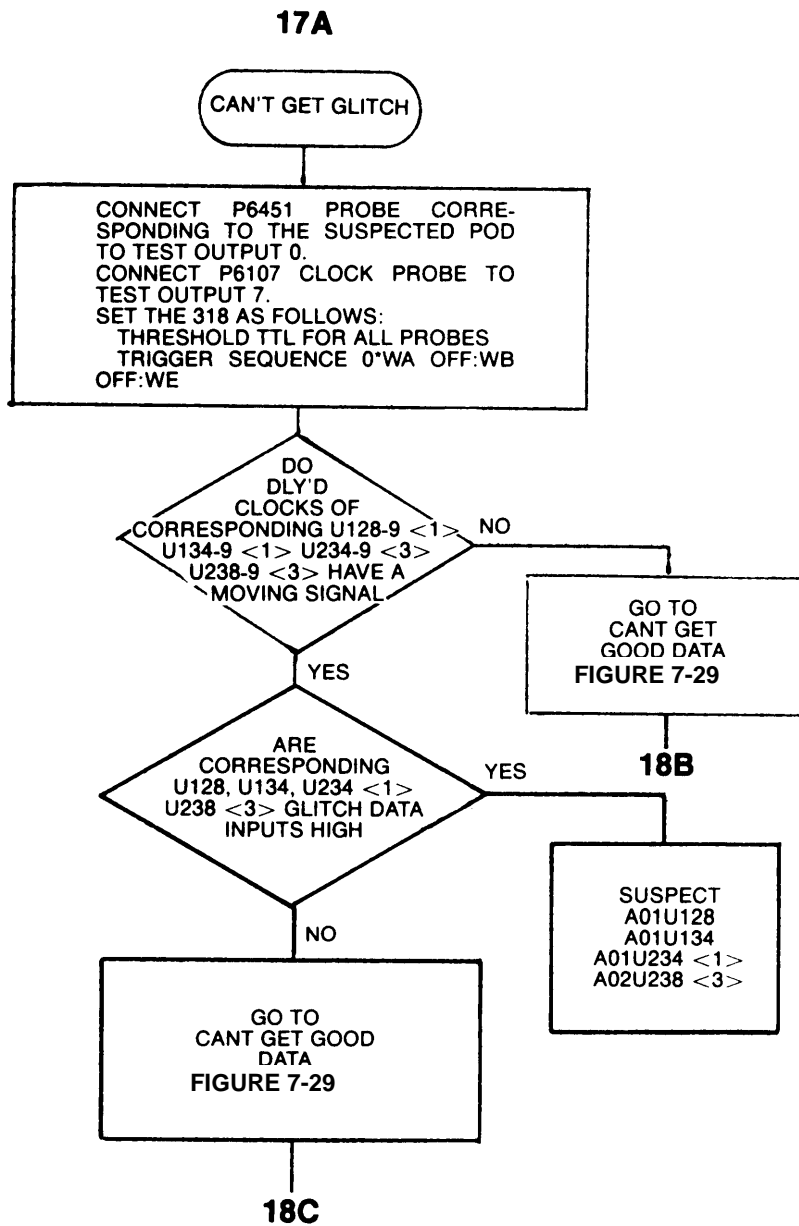 17A
CAN'T GET GLITCH
CONNECT P6451 PROBE CORRE-
SPONDING TO THE SUSPECTED POD
TO TEST OUTPUT 0.
CONNECT P6107 CLOCK PROBE TO
TEST OUTPUT 7.
SET THE 318 AS FOLLOWS:
THRESHOLD TTL FOR ALL PROBES
TRIGGER SEQUENCE 0*WA OFF:WB
OFF:WE
DO
DLY'D
CLOCKS OF
CORRESPONDING U128-9 <1>
U134-9 <1> U234-9 <3>
U238-9 <3> HAVE A
MOVING SIGNAL
NO
GO TO
CANT GET
GOOD DATA
FIGURE 7-29
18B
YES
ARE
CORRESPONDING
U128, U134, U234 <1>
U238 <3> GLITCH DATA
INPUTS HIGH
YES
SUSPECT
A01U128
A01U134
A01U234 <1>
A02U238 <3>
NO
GO TO
CANT GET GOOD
DATA
FIGURE 7-29
18C